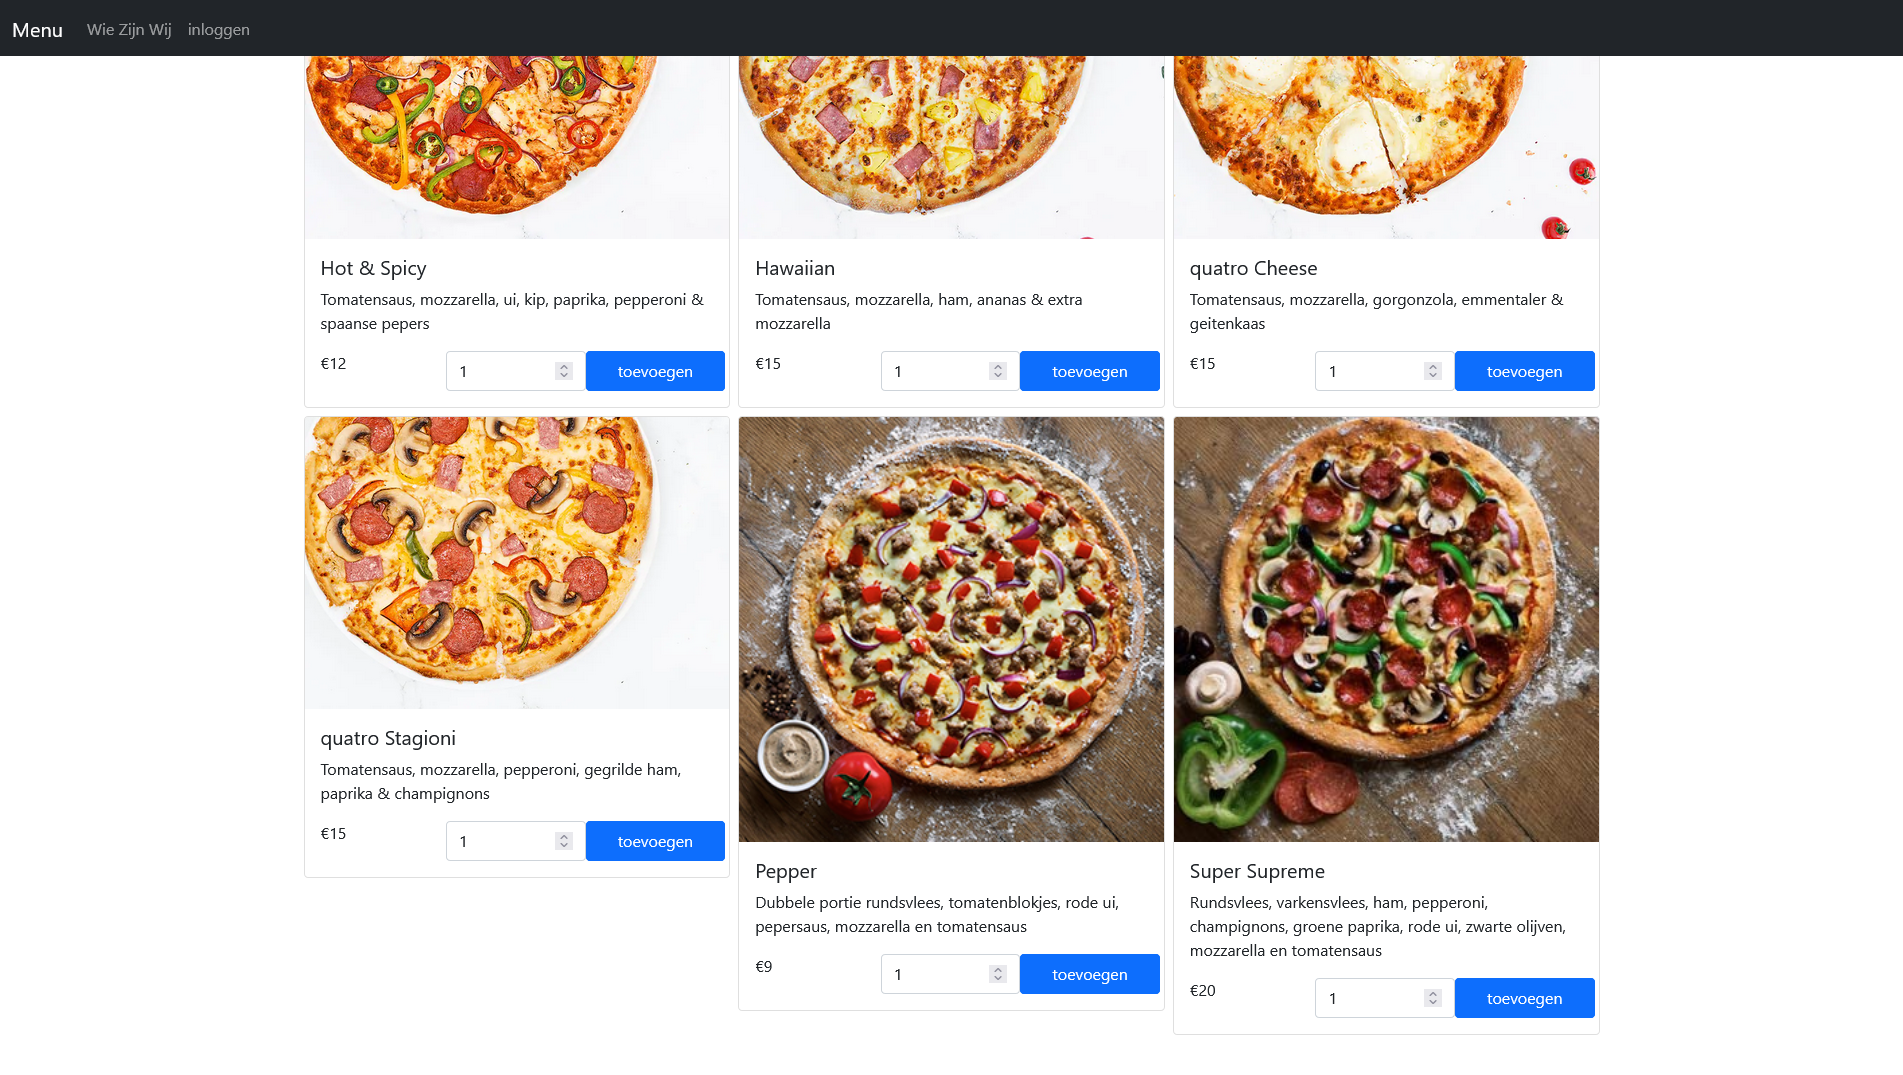 Menu Wie Zijn Wij inloggen
Hot & Spicy
Tomatensaus, mozzarella, ui, kip, paprika, pepperoni &
spaanse pepers
€12 1 toevoegen
Hawaiian
Tomatensaus, mozzarella, ham, ananas & extra
mozzarella
€15 1 toevoegen
quatro Cheese
Tomatensaus, mozzarella, gorgonzola, emmentaler &
geitenkaas
€15 1 toevoegen
quatro Stagioni
Tomatensaus, mozzarella, pepperoni, gegrilde ham,
paprika & champignons
€15 1 toevoegen
Pepper
Dubbele portie rundsvlees, tomatenblokjes, rode ui,
pepersaus, mozzarella en tomatensaus
€9 1 toevoegen
Super Supreme
Rundsvlees, varkensvlees, ham, pepperoni,
champignons, groene paprika, rode ui, zwarte olijven,
mozzarella en tomatensaus
€20 1 toevoegen